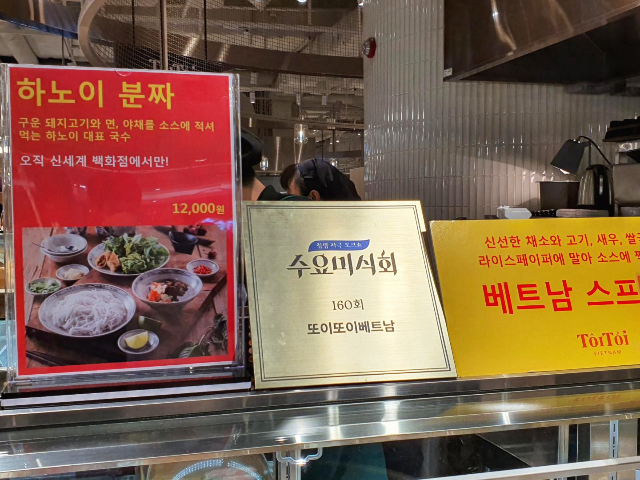 하노이 분짜
구운 돼지고기와 면, 야채를 소스에 적셔
먹는 하노이 대표 국수
오직 신세계 백화점에서만!
12,000원
수요미식회
160회
또이또이베트남
신선한 채소와 고기, 새우,
라이스페이퍼에 말아 소스에
베트남
TôiTôi
VIETNAM